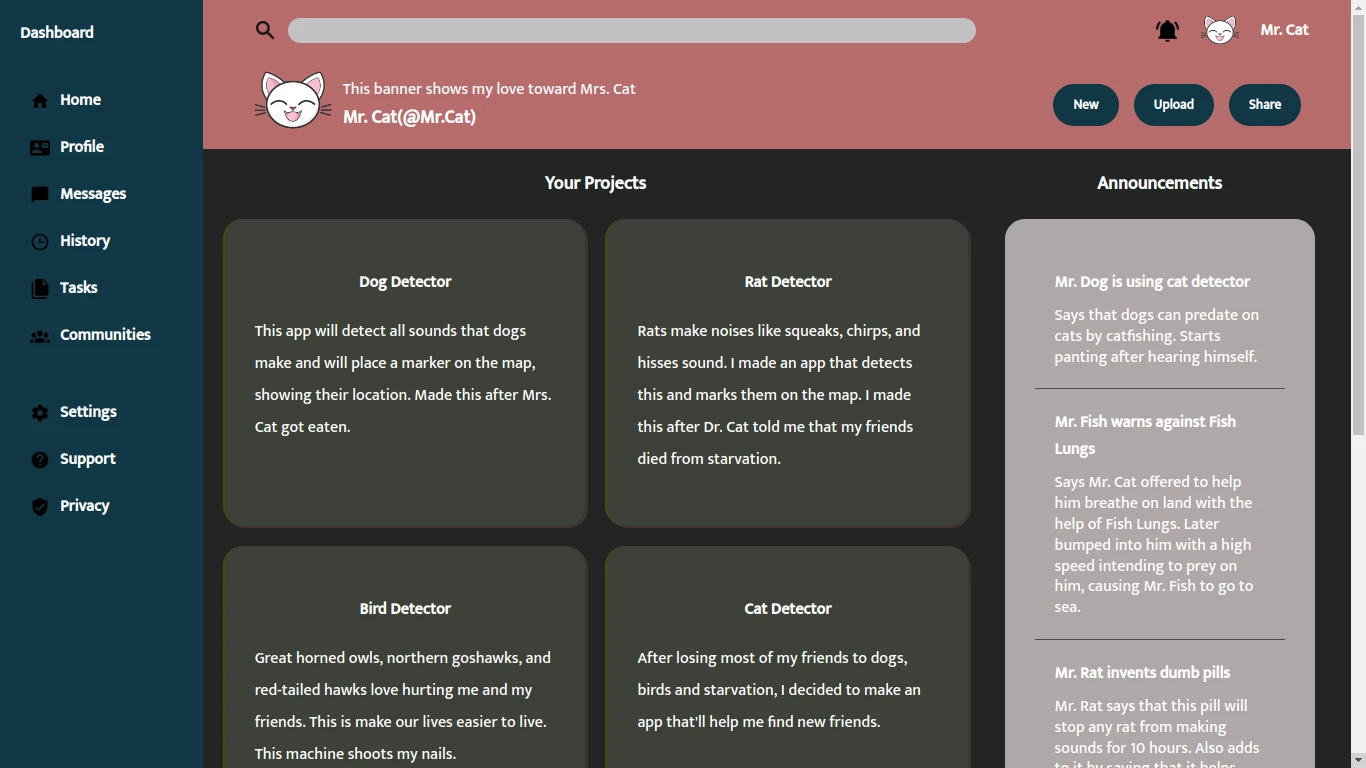 Dashboard
Home
Profile
Messages
History
Tasks
Communities
Settings
Support
Privacy
Mr. Cat
This banner shows my love toward Mrs. Cat
Mr. Cat(@Mr.Cat)
New
Upload
Share
Your Projects
Dog Detector
This app will detect all sounds that dogs
make and will place a marker on the map,
showing their location. Made this after Mrs.
Cat got eaten.
Rat Detector
Rats make noises like squeaks, chirps, and
hisses sound. I made an app that detects
this and marks them on the map. I made
this after Dr. Cat told me that my friends
died from starvation.
Bird Detector
Great horned owls, northern goshawks, and
red-tailed hawks love hurting me and my
friends. This is make our lives easier to live.
This machine shoots my nails.
Cat Detector
After losing most of my friends to dogs,
birds and starvation, I decided to make an
app that'll help me find new friends.
Announcements
Mr. Dog is using cat detector
Says that dogs can predate on
cats by catfishing. Starts
panting after hearing himself.
Mr. Fish warns against Fish
Lungs
Says Mr. Cat offered to help
him breathe on land with the
help of Fish Lungs. Later
bumped into him with a high
speed intending to prey on
him, causing Mr. Fish to go to
sea.
Mr. Rat invents dumb pills
Mr. Rat says that this pill will
stop any rat from making
sounds for 10 hours. Also adds
to it by saying that it helps